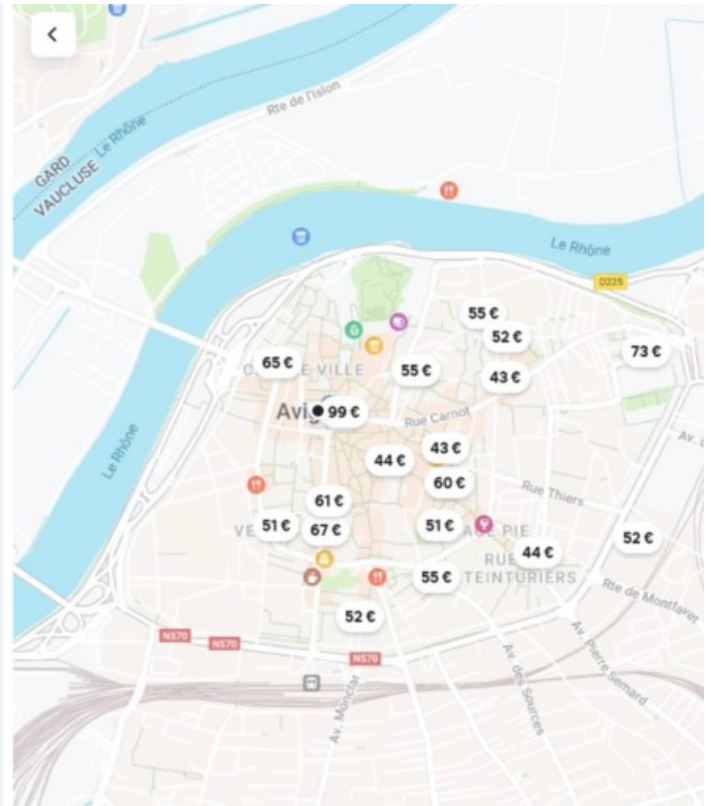 Rte de l'Islon
Le Rhône
GARD
VAUCLUSE
Le Rhône
D225
55 €
52 €
73 €
65 €
VILLE
55 €
43 €
99 €
Rue Carnot
43 €
44 €
60 €
Le Rhône
Rue Thiers
61 €
51 €
67 €
51 €
PIE
52 €
44 €
RUE
TEINTURIERS
55 €
Rte de Montfavet
52 €
N570
N570
N570
Av. Pierre Semard
Av. des Sources
Av. Monclar